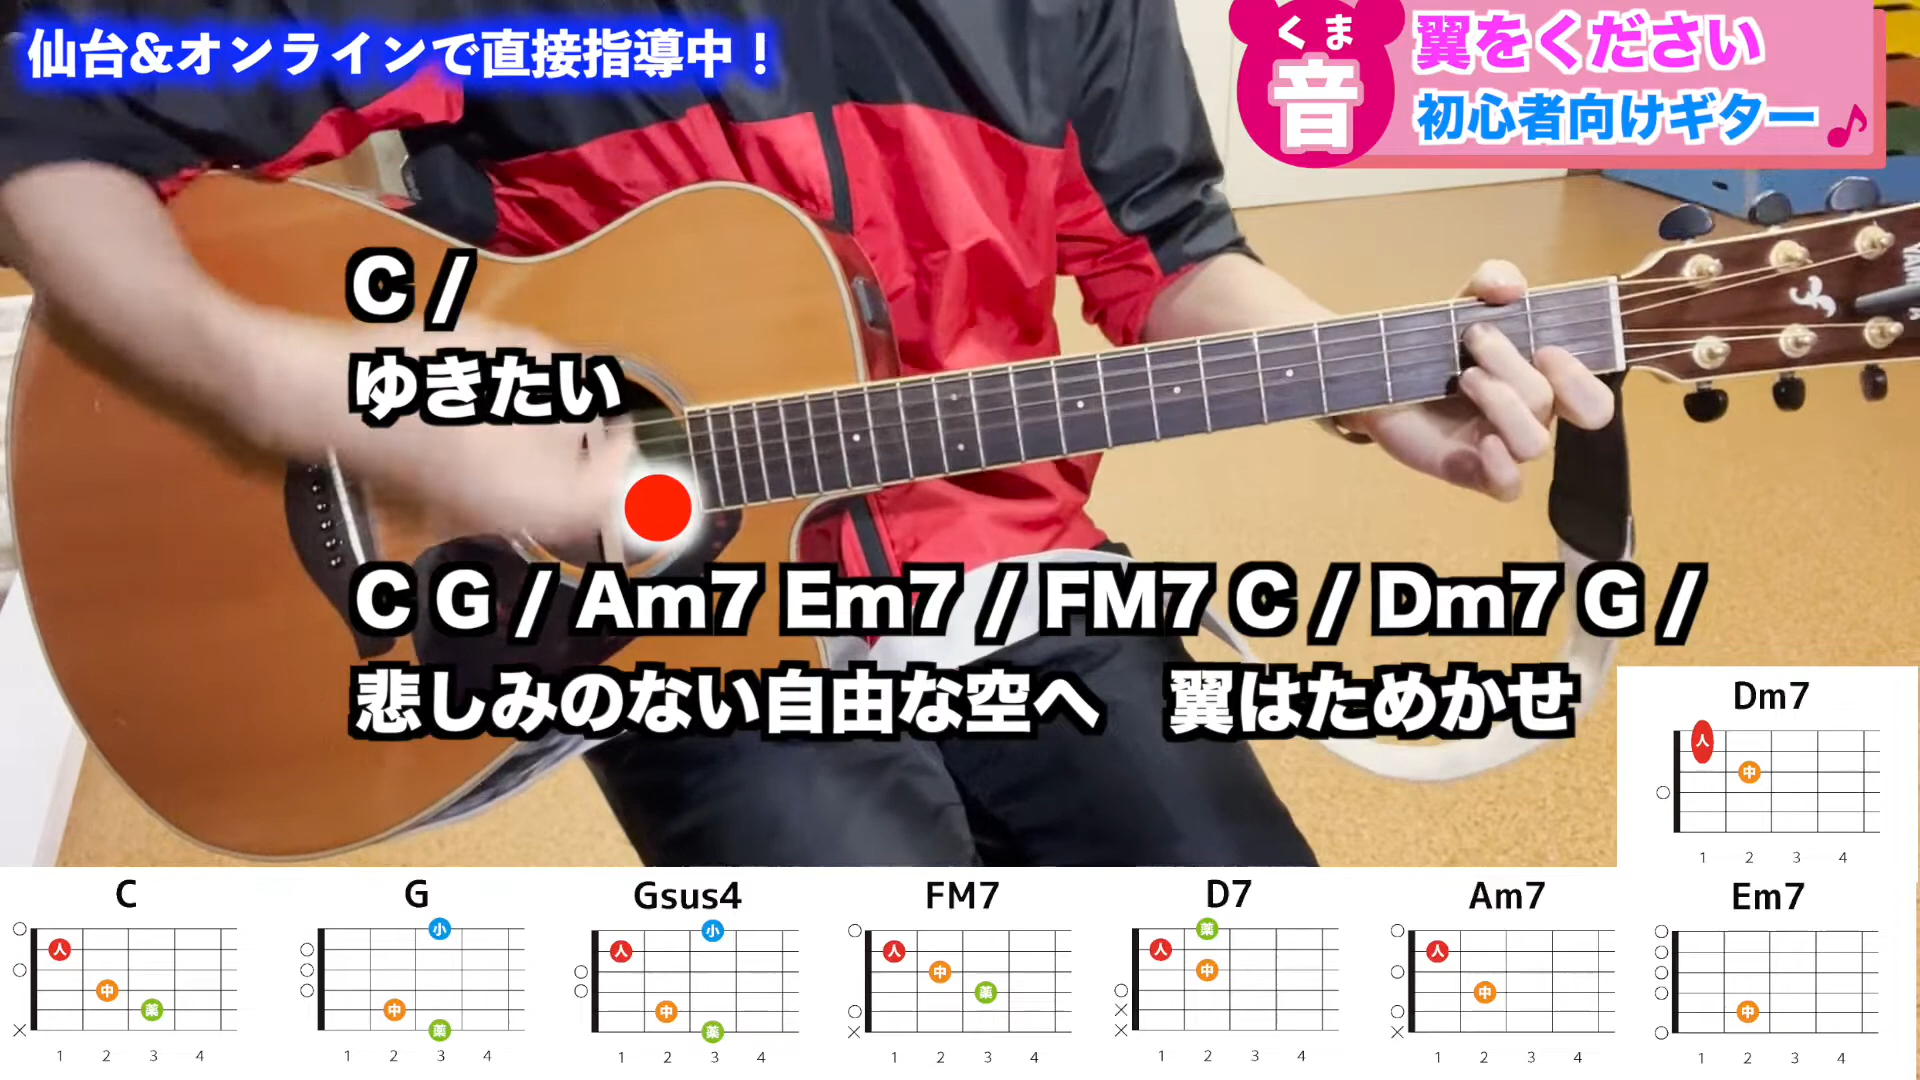 仙台&オンラインで直接指導中！
くま
音
翼をください
初心者向けギター♪
C /
ゆきたい
C G / Am7 Em7 / FM7 C / Dm7 G /
悲しみのない自由な空へ　翼はためかせ
Dm7
人
中
1 2 3 4
C
人
中
薬
1 2 3 4
G
小
中
薬
1 2 3 4
Gsus4
小
人
中
薬
1 2 3 4
FM7
人
中
薬
1 2 3 4
D7
薬
人
中
1 2 3 4
Am7
人
中
1 2 3 4
Em7
中
1 2 3 4